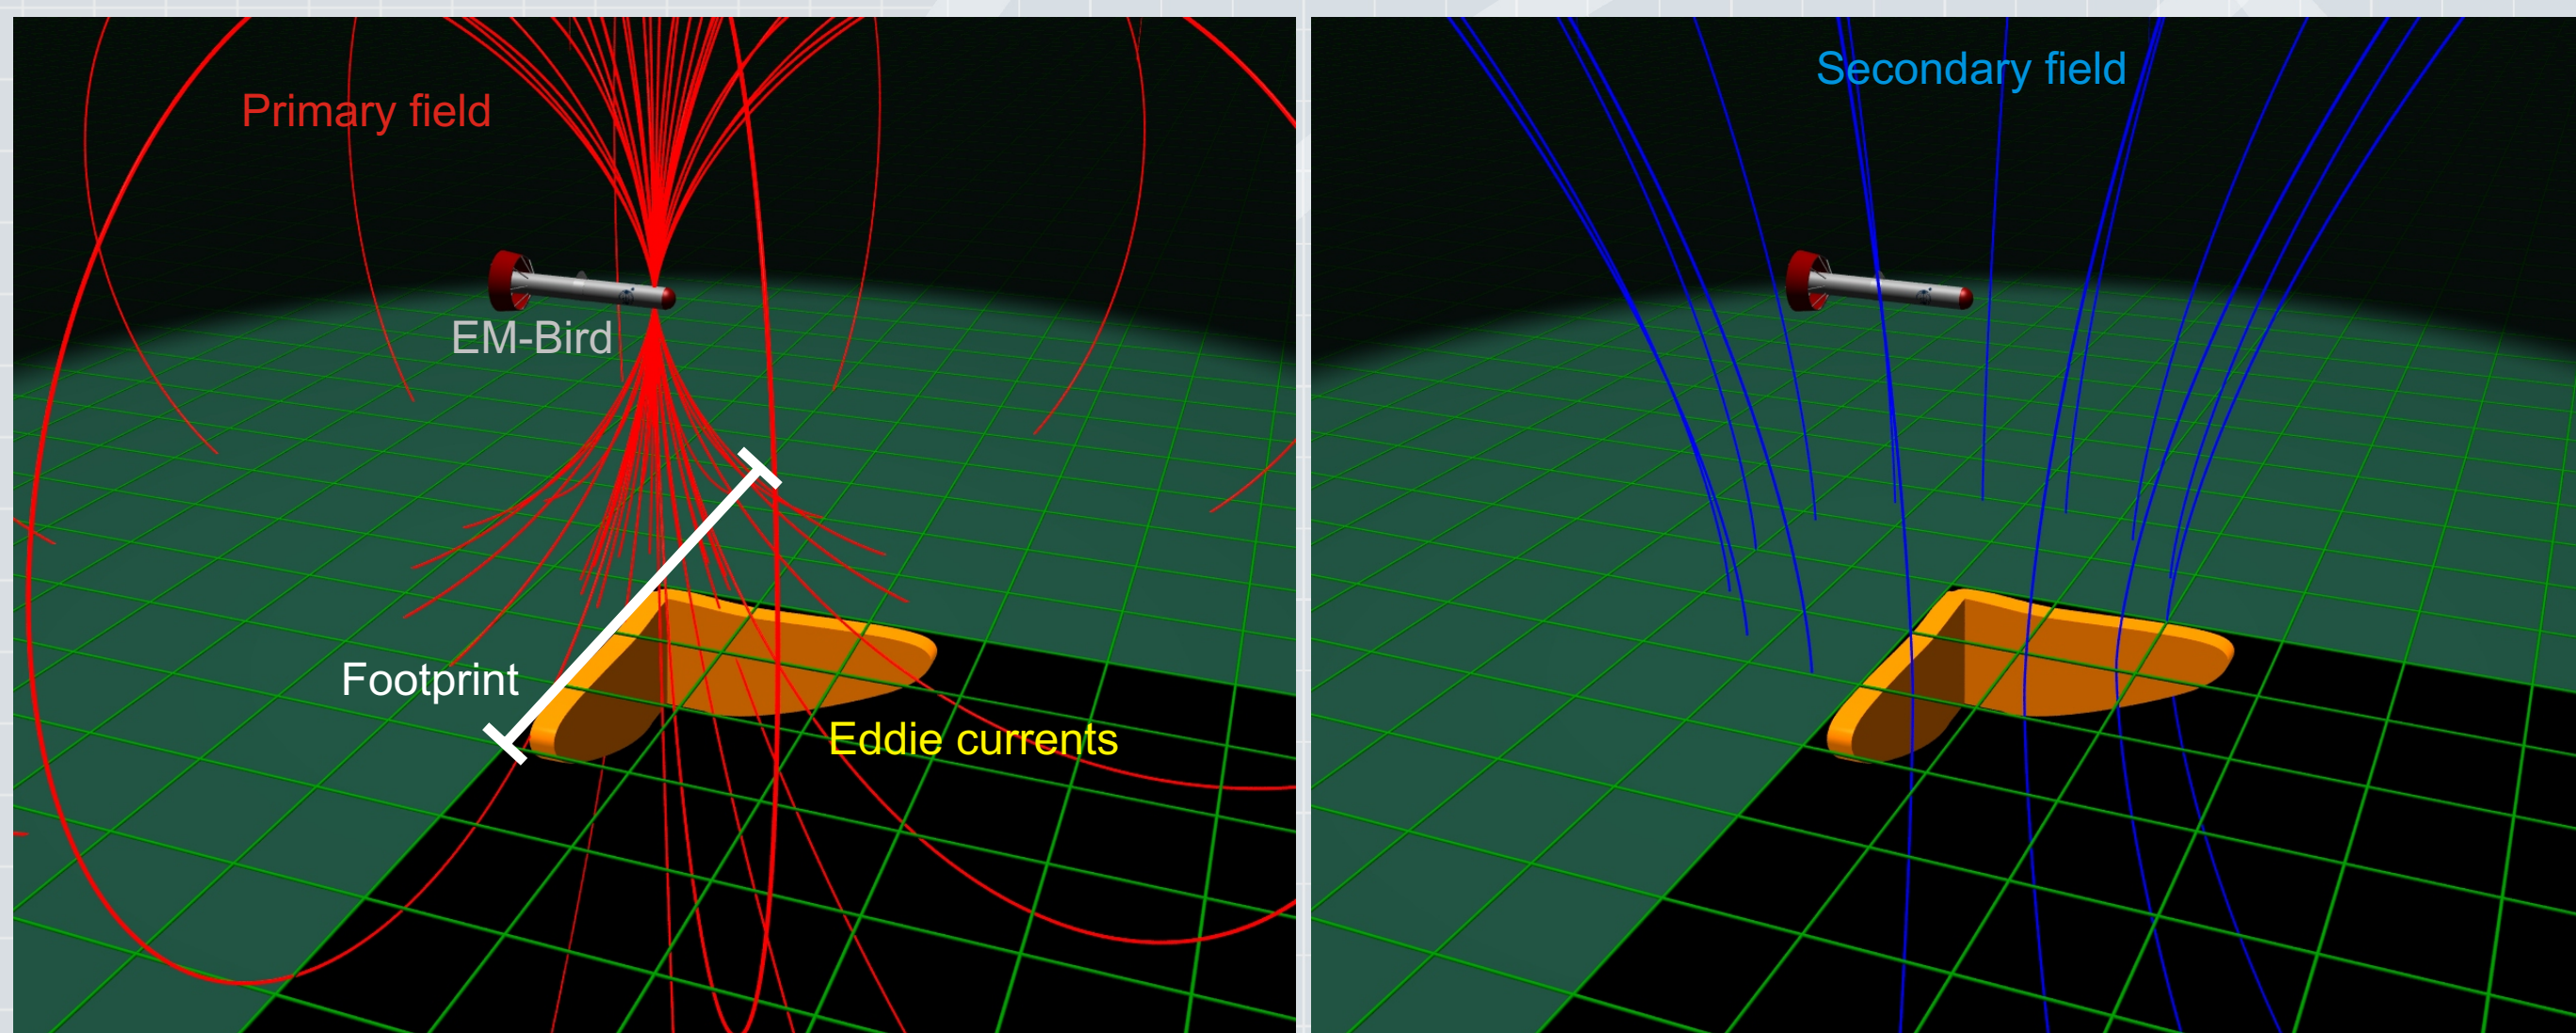 Primary field
EM-Bird
Footprint
Eddie currents
Secondary field